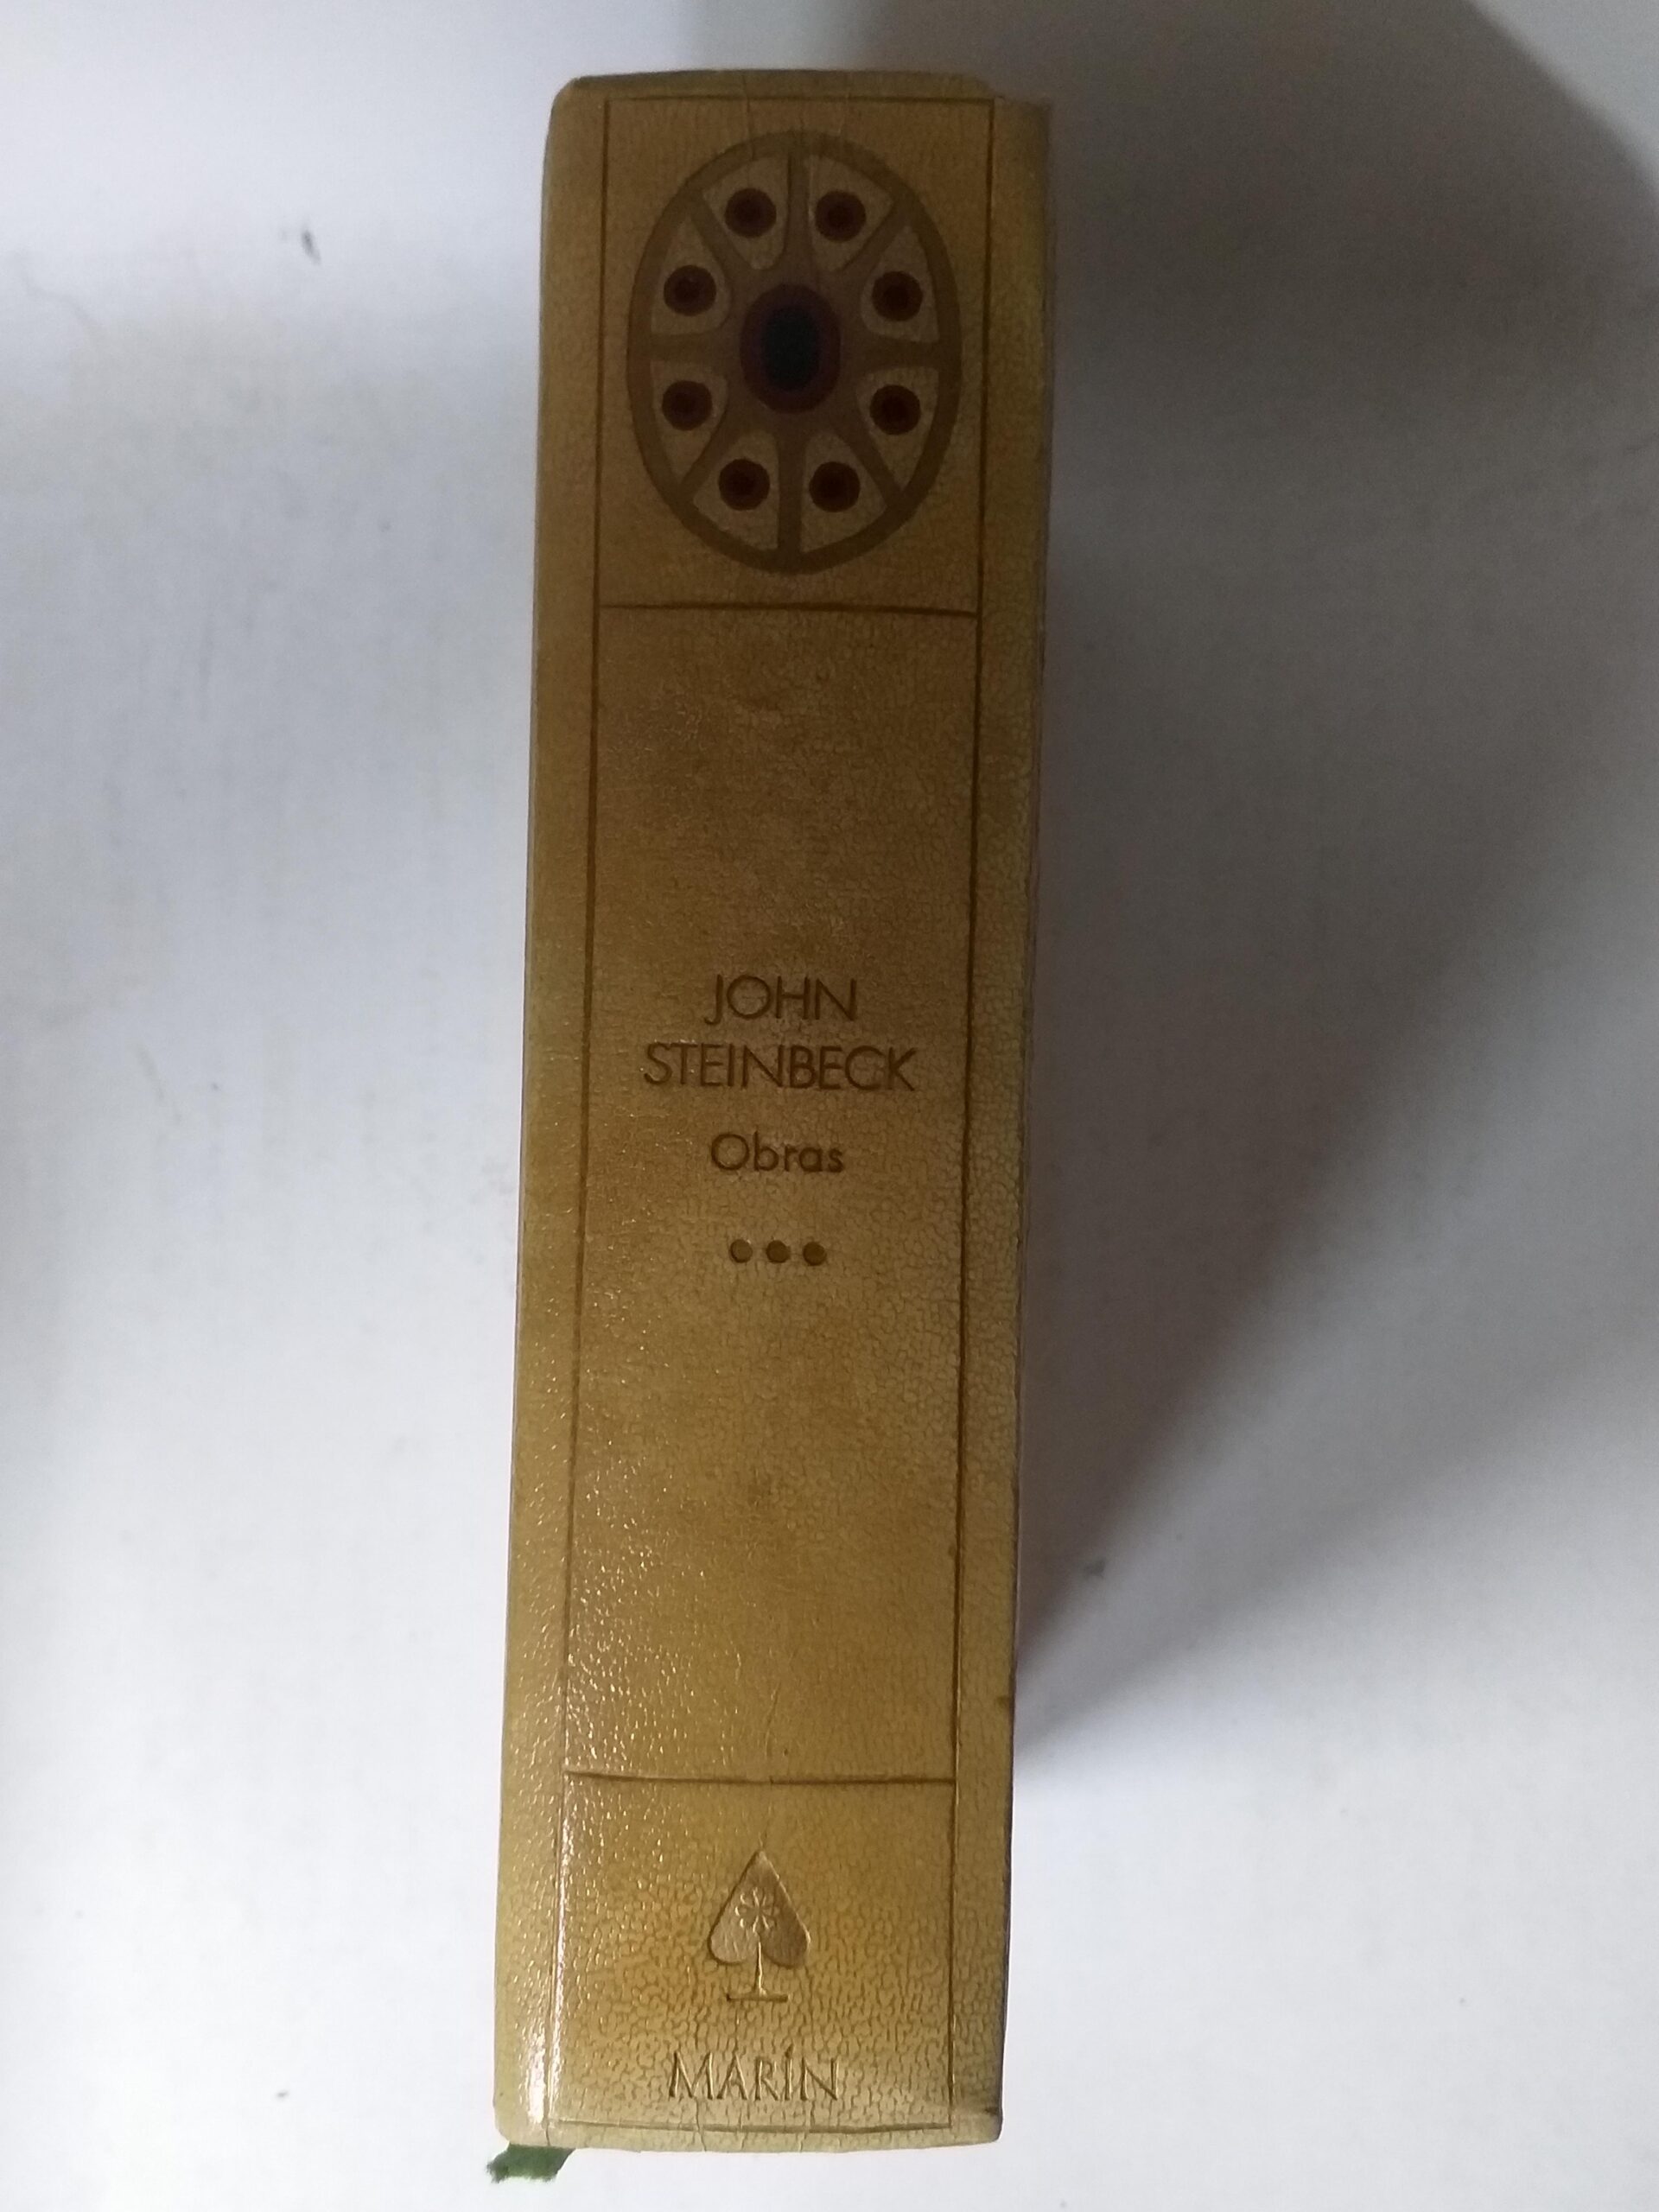 JOHN
STEINBECK
Obras
•••
MARÍN